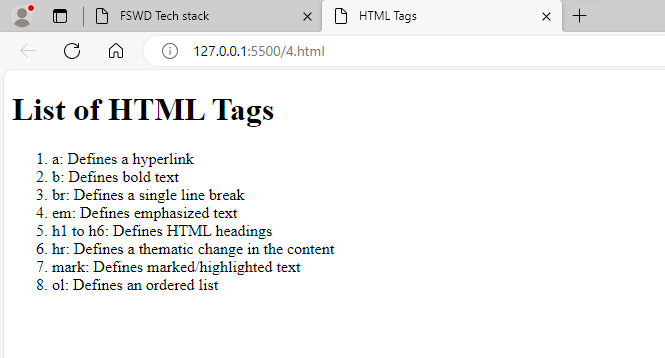 FSWD Tech stack
HTML Tags
127.0.0.1:5500/4.html
List of HTML Tags
1. a: Defines a hyperlink
2. b: Defines bold text
3. br: Defines a single line break
4. em: Defines emphasized text
5. h1 to h6: Defines HTML headings
6. hr: Defines a thematic change in the content
7. mark: Defines marked/highlighted text
8. ol: Defines an ordered list